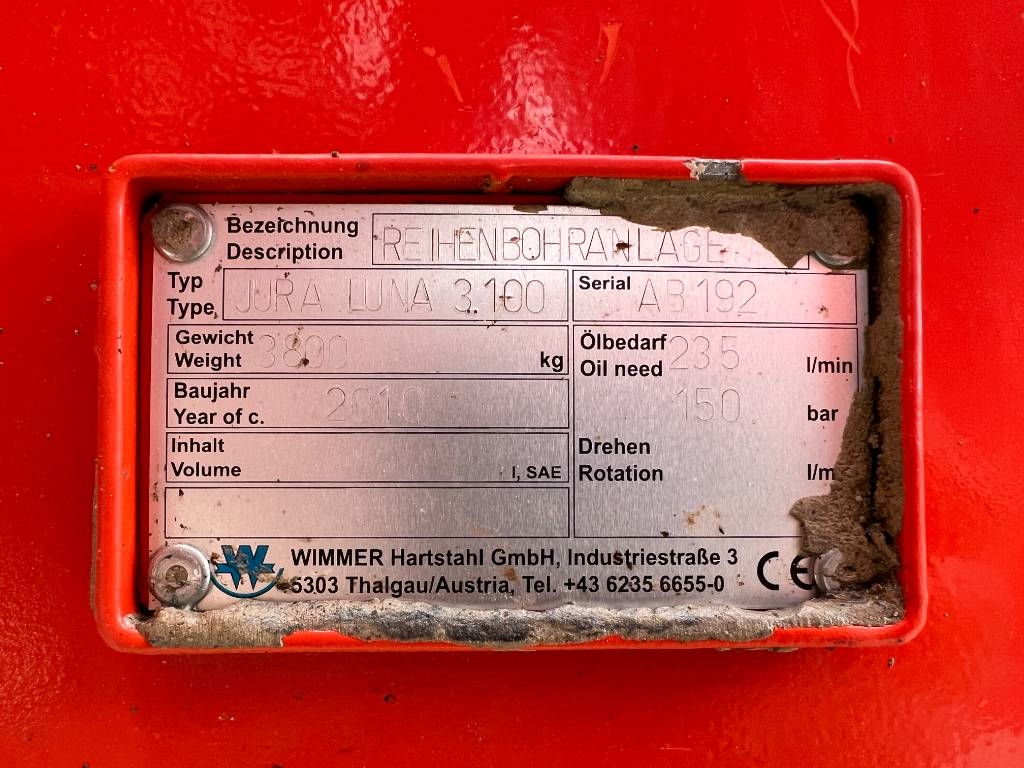 Bezeichnung
Description REIHENBOHRANLAGE
Typ
Type JURA LUNA 3.100
Serial AB192
Gewicht
Weight 3800 kg
Ölbedarf
Oil need 235 l/min
150 bar
Baujahr
Year of c. 2010
Inhalt
Volume l, SAE
Drehen
Rotation l/m
WIMMER Hartstahl GmbH, Industriestraße 3
5303 Thalgau/Austria, Tel. +43 6235 6655-0
CE